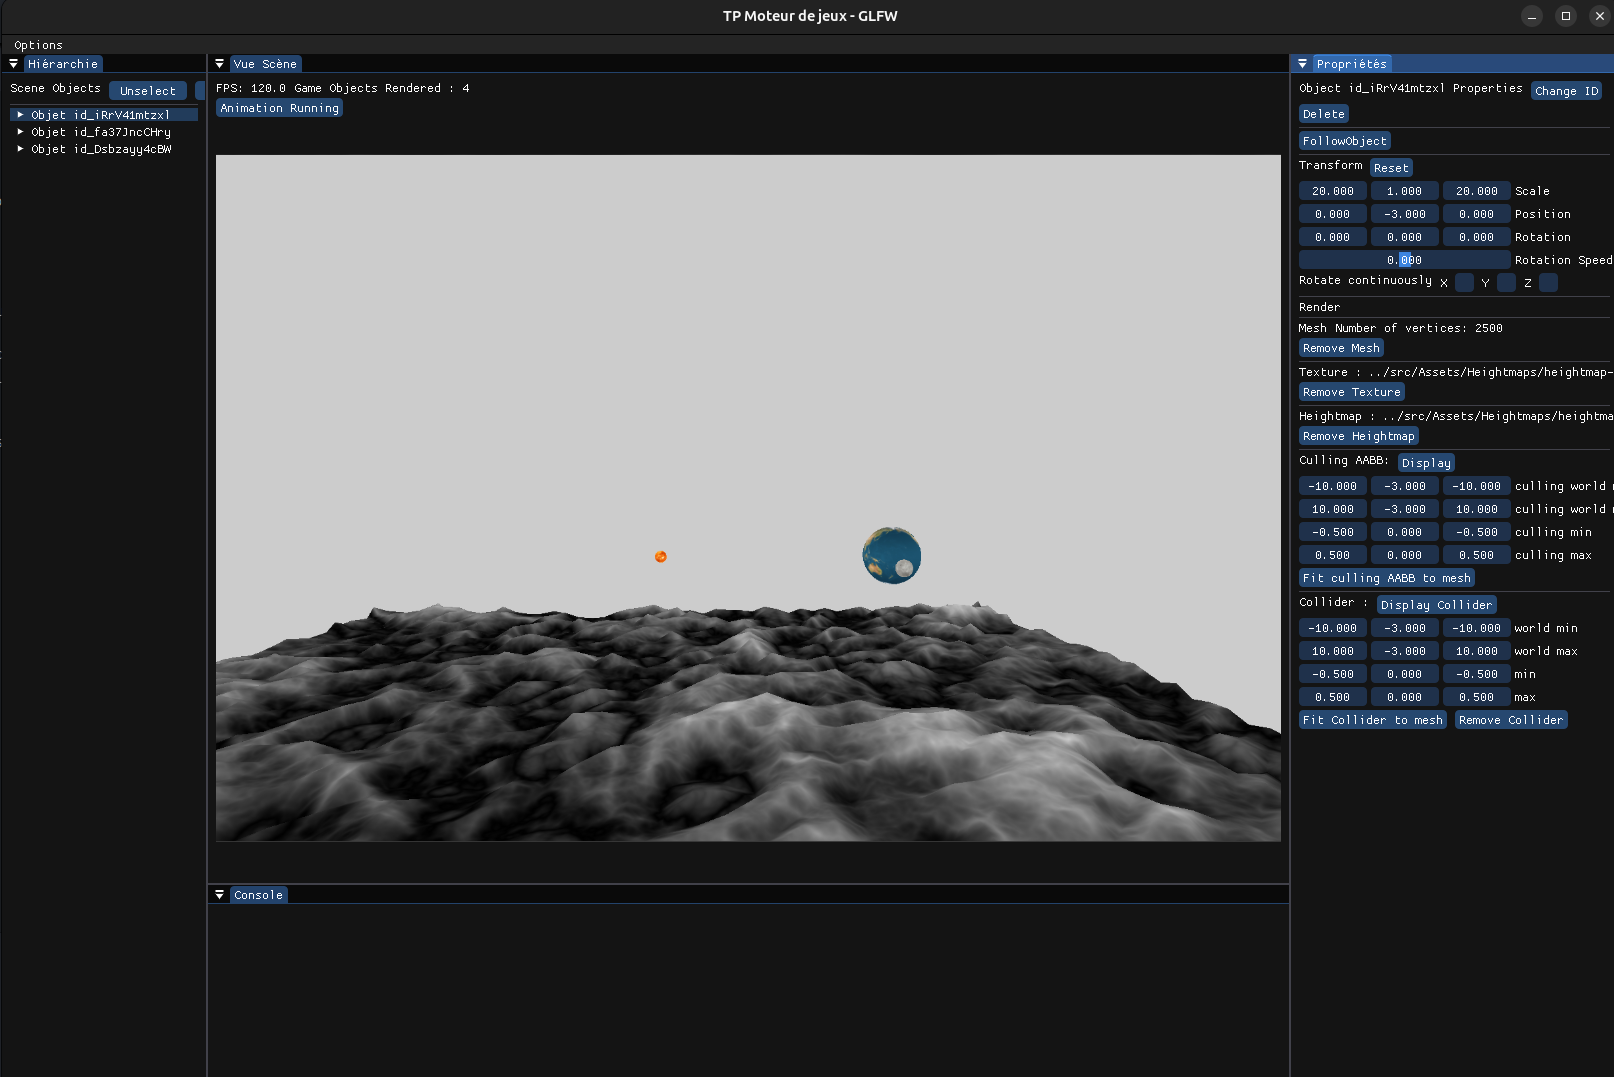 TP Moteur de jeux - GLFW
Options
Hiérarchie
Scene Objects Unselect
Objet id_iRrV41mtzxl
Objet id_fa37JncCHry
Objet id_Dsbzayy4cBW
Vue Scène
FPS: 120.0 Game Objects Rendered : 4
Animation Running
Console
Propriétés
Object id_iRrV41mtzxl Properties Change ID
Delete
FollowObject
Transform Reset
20.000 1.000 20.000 Scale
0.000 -3.000 0.000 Position
0.000 0.000 0.000 Rotation
0.000 Rotation Speed
Rotate continuously X Y Z
Render
Mesh Number of vertices: 2500
Remove Mesh
Texture : ../src/Assets/Heightmaps/heightmap-
Remove Texture
Heightmap : ../src/Assets/Heightmaps/heightma
Remove Heightmap
Culling AABB: Display
-10.000 -3.000 -10.000 culling world
10.000 -3.000 10.000 culling world
-0.500 0.000 -0.500 culling min
0.500 0.000 0.500 culling max
Fit culling AABB to mesh
Collider : Display Collider
-10.000 -3.000 -10.000 world min
10.000 -3.000 10.000 world max
-0.500 0.000 -0.500 min
0.500 0.000 0.500 max
Fit Collider to mesh Remove Collider